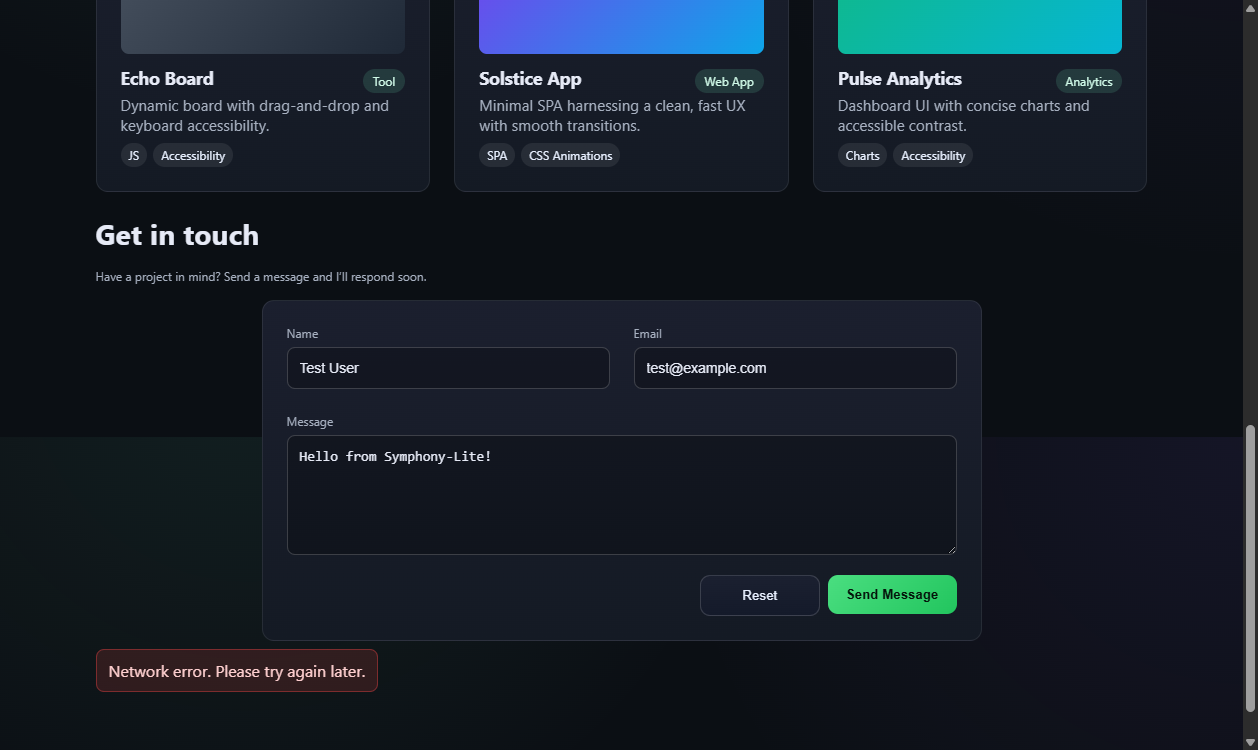 Echo Board
Tool
Dynamic board with drag-and-drop and
keyboard accessibility.
JS
Accessibility
Solstice App
Web App
Minimal SPA harnessing a clean, fast UX
with smooth transitions.
SPA
CSS Animations
Pulse Analytics
Analytics
Dashboard UI with concise charts and
accessible contrast.
Charts
Accessibility
Get in touch
Have a project in mind? Send a message and I’ll respond soon.
Name
Test User
Email
test@example.com
Message
Hello from Symphony-Lite!
Reset
Send Message
Network error. Please try again later.